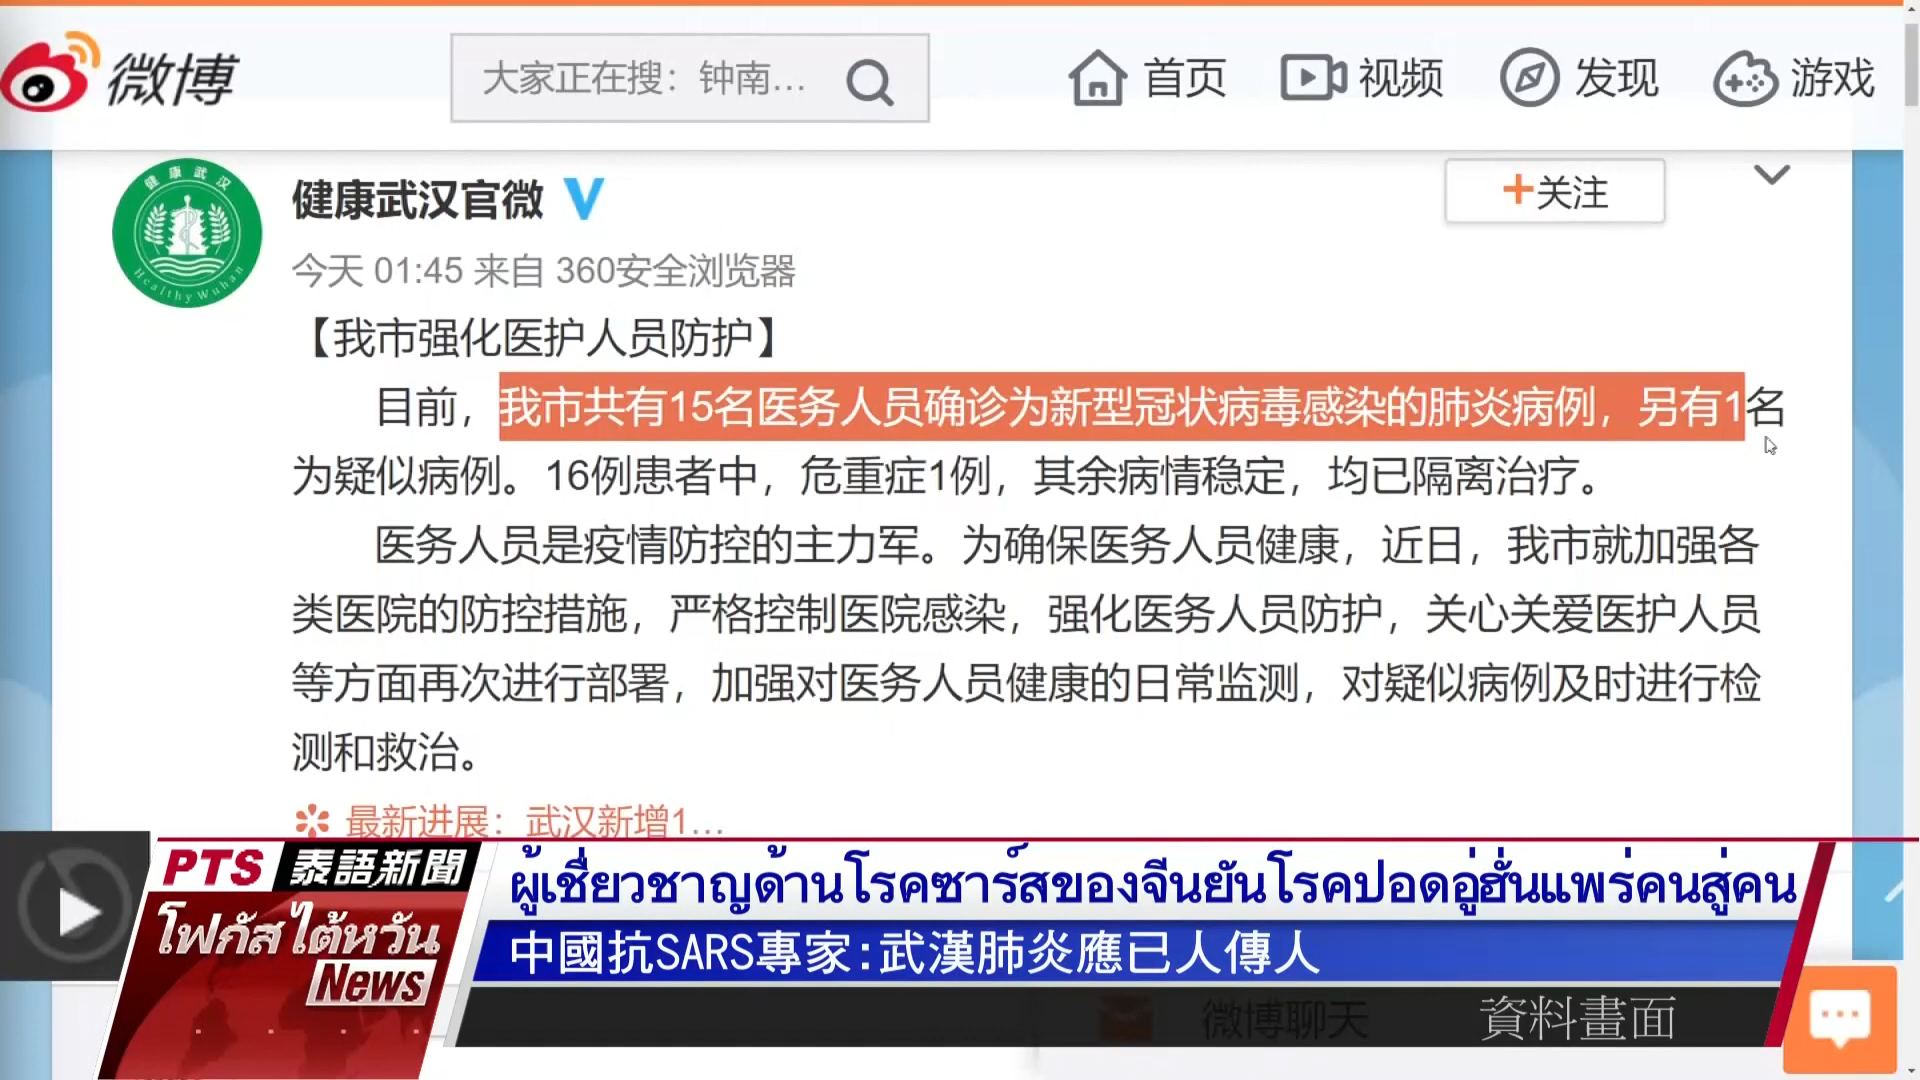 微博
大家正在搜：钟南...
首页
视频
发现
游戏
健康武汉
Healthy Wuhan
健康武汉官微
+关注
今天 01:45 来自 360安全浏览器
【我市强化医护人员防护】
目前，我市共有15名医务人员确诊为新型冠状病毒感染的肺炎病例，另有1名
为疑似病例。16例患者中，危重症1例，其余病情稳定，均已隔离治疗。
医务人员是疫情防控的主力军。为确保医务人员健康，近日，我市就加强各
类医院的防控措施，严格控制医院感染，强化医务人员防护，关心关爱医护人员
等方面再次进行部署，加强对医务人员健康的日常监测，对疑似病例及时进行检
测和救治。
最新进展：武汉新增1...
PTS 泰語新聞
โฟกัสไต้หวัน
News
ผู้เชี่ยวชาญด้านโรคซาร์สของจีนยันโรคปอดอู่ฮั่นแพร่คนสู่คน
中國抗SARS專家:武漢肺炎應已人傳人
微博聊天
資料畫面